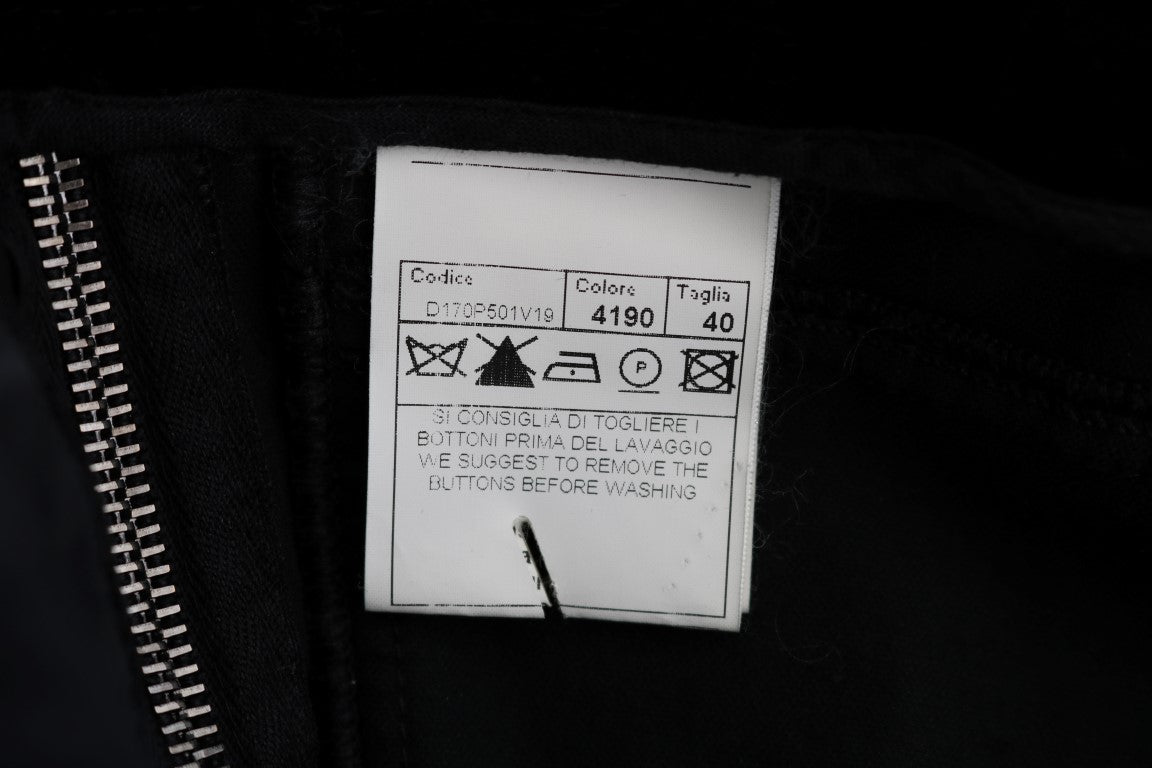 Codice Colore Taglia
D170P501V19 4190 40
P
SI CONSIGLIA DI TOGLIERE I
BOTTONI PRIMA DEL LAVAGGIO
WE SUGGEST TO REMOVE THE
BUTTONS BEFORE WASHING